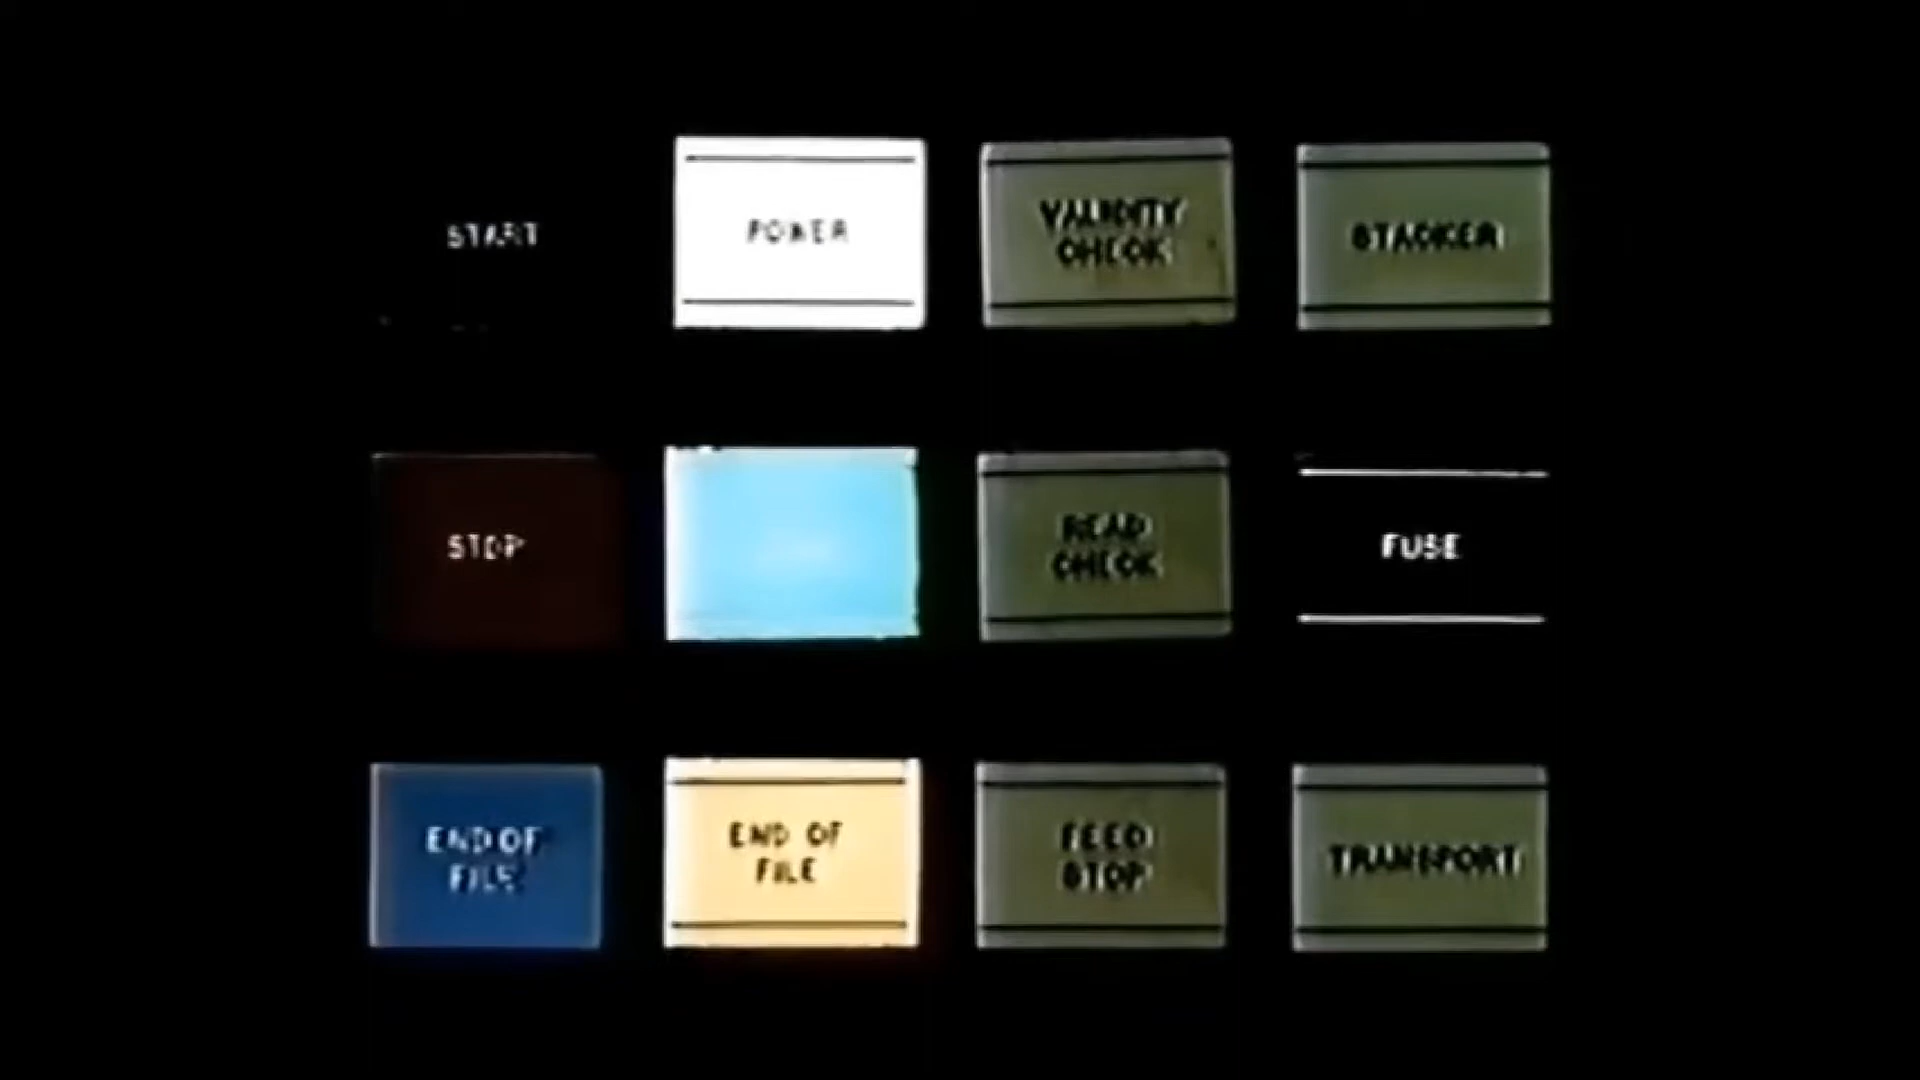 START
POWER
VALIDITY
CHECK
STACKER
STOP
READ
CHECK
FUSE
END OF
FILE
END OF
FILE
FEED
STOP
TRANSPORT